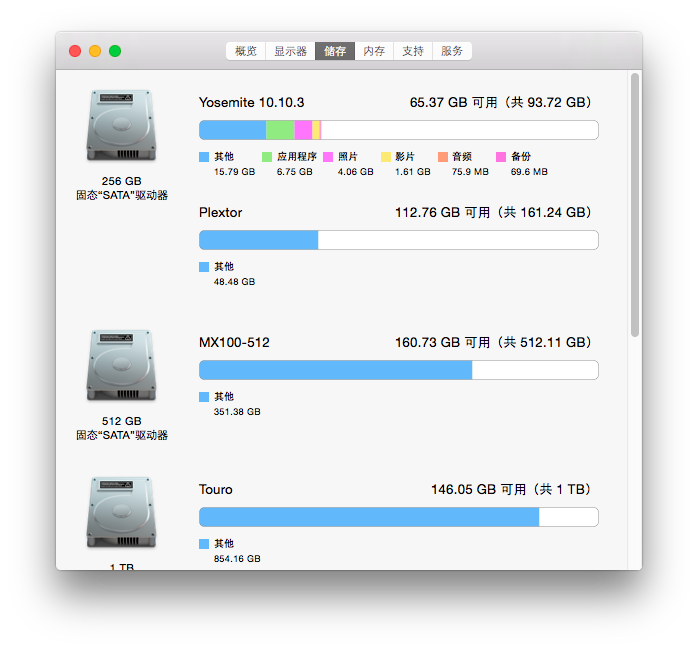 概览 显示器 储存 内存 支持 服务
Yosemite 10.10.3 65.37 GB 可用（共 93.72 GB）
其他 应用程序 照片 影片 音频 备份
15.79 GB 6.75 GB 4.06 GB 1.61 GB 75.9 MB 69.6 MB
256 GB
固态“SATA”驱动器
Plextor 112.76 GB 可用（共 161.24 GB）
其他
48.48 GB
MX100-512 160.73 GB 可用（共 512.11 GB）
其他
351.38 GB
512 GB
固态“SATA”驱动器
Touro 146.05 GB 可用（共 1 TB）
其他
854.16 GB
1 TB